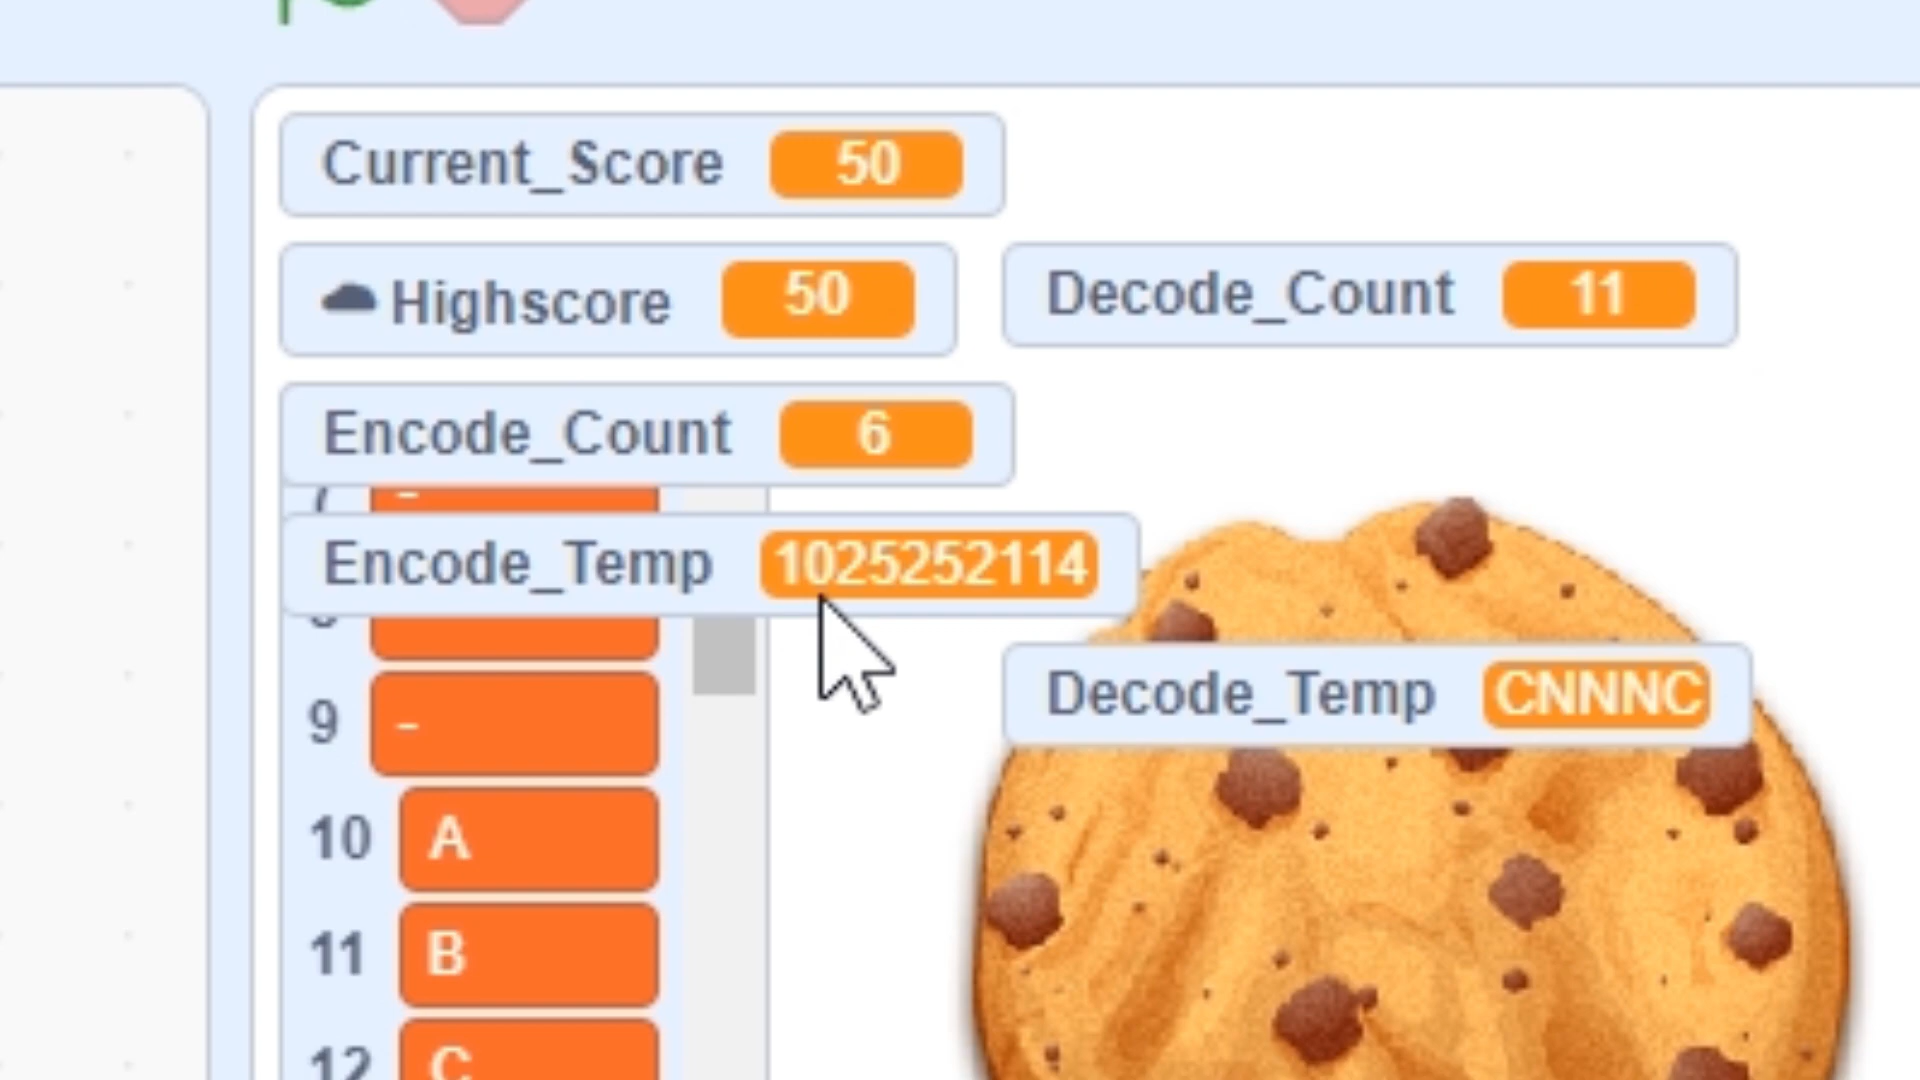 Current_Score 50
Highscore 50
Decode_Count 11
Encode_Count 6
Encode_Temp 1025252114
Decode_Temp CNNNC
9 -
10 A
11 B
12 C